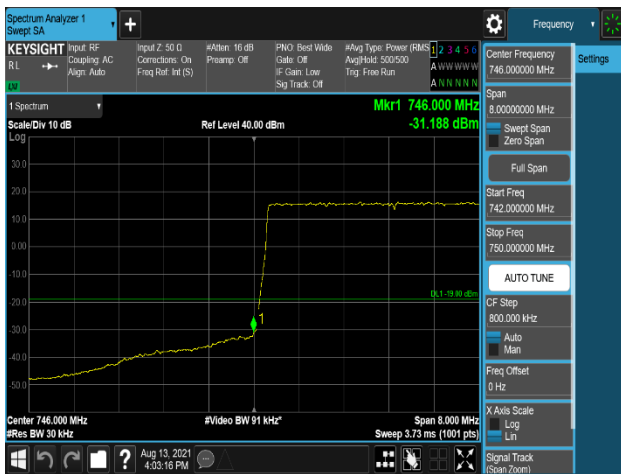 Spectrum Analyzer 1
Swept SA
+
Frequency
KEYSIGHT
RL
Input: RF
Coupling: AC
Align: Auto
Input Z: 50 Ω
Corrections: On
Freq Ref: Int (S)
#Atten: 16 dB
Preamp: Off
PNO: Best Wide
Gate: Off
IF Gain: Low
Sig Track: Off
#Avg Type: Power (RMS
Avg|Hold: 500/500
Trig: Free Run
1 2 3 4 5 6
A W W W W W
A N N N N N
1 Spectrum
Scale/Div 10 dB
Log
Ref Level 40.00 dBm
Mkr1 746.000 MHz
-31.188 dBm
30.0
20.0
10.0
0.00
-10.0
-20.0
-30.0
-40.0
-50.0
DL1 -19.00 dBm
1
Center 746.000 MHz
#Res BW 30 kHz
#Video BW 91 kHz*
Span 8.000 MHz
Sweep 3.73 ms (1001 pts)
?
Aug 13, 2021
4:03:16 PM
Center Frequency
746.000000 MHz
Settings
Span
8.00000000 MHz
Swept Span
Zero Span
Full Span
Start Freq
742.000000 MHz
Stop Freq
750.000000 MHz
AUTO TUNE
CF Step
800.000 kHz
Auto
Man
Freq Offset
0 Hz
X Axis Scale
Log
Lin
Signal Track
(Span Zoom)